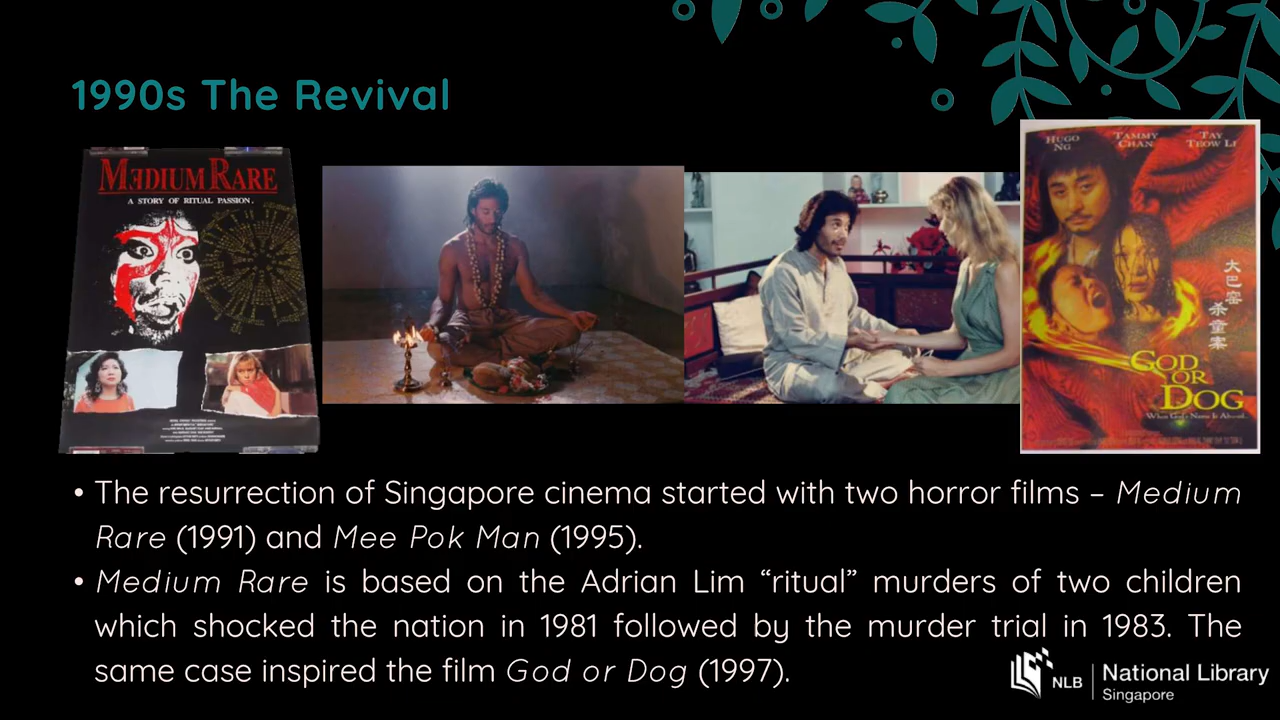 1990s The Revival
MEDIUM RARE
A STORY OF RITUAL PASSION.
HUGO NG
TAMMY CHAN
TAY TEOW LI
大巴窑
杀童案
GOD
OR
DOG
• The resurrection of Singapore cinema started with two horror films – Medium
Rare (1991) and Mee Pok Man (1995).
• Medium Rare is based on the Adrian Lim “ritual” murders of two children
which shocked the nation in 1981 followed by the murder trial in 1983. The
same case inspired the film God or Dog (1997).
NLB
National Library
Singapore